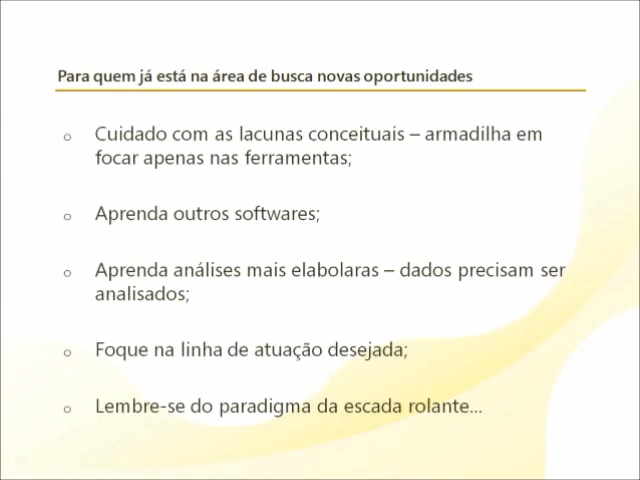 Para quem já está na área de busca novas oportunidades
o Cuidado com as lacunas conceituais – armadilha em
focar apenas nas ferramentas;
o Aprenda outros softwares;
o Aprenda análises mais elabolaras – dados precisam ser
analisados;
o Foque na linha de atuação desejada;
o Lembre-se do paradigma da escada rolante...